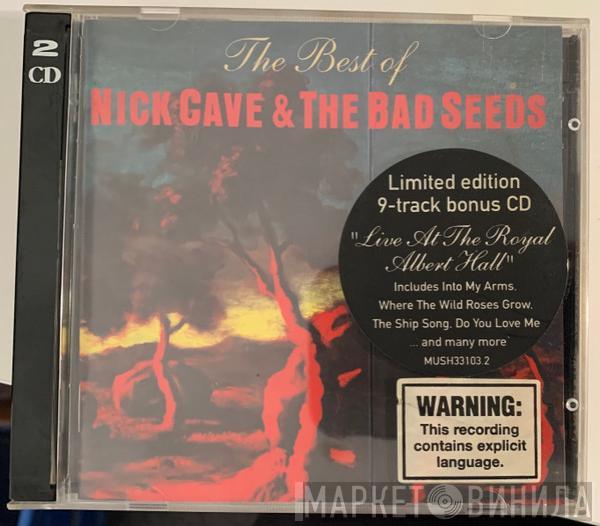 2
CD
The Best of
NICK CAVE & THE BAD SEEDS
Limited edition
9-track bonus CD
"Live At The Royal
Albert Hall"
Includes Into My Arms.
Where The Wild Roses Grow.
The Ship Song. Do You Love Me
... and many more
MUSH33103.2
WARNING:
This recording
contains explicit
language.
МАРКЕТ ВИНИЛА